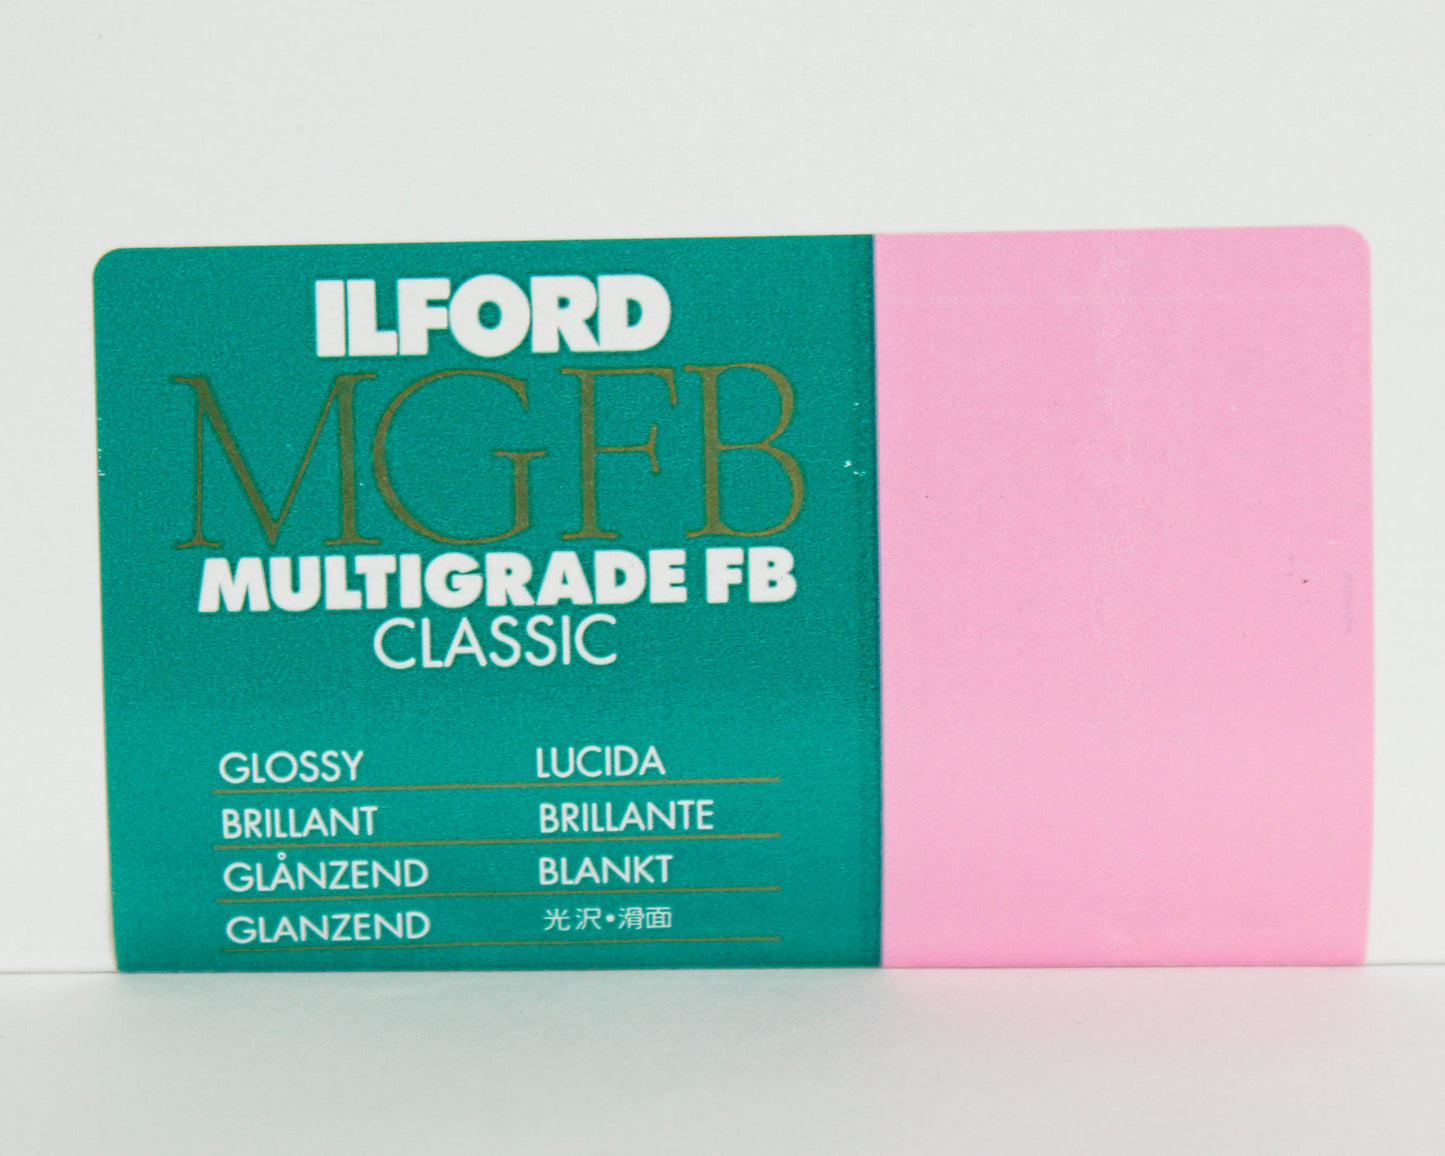 ILFORD
MGFB
MULTIGRADE FB
CLASSIC
GLOSSY LUCIDA
BRILLANT BRILLANTE
GLÅNZEND BLANKT
GLANZEND 光沢•滑面